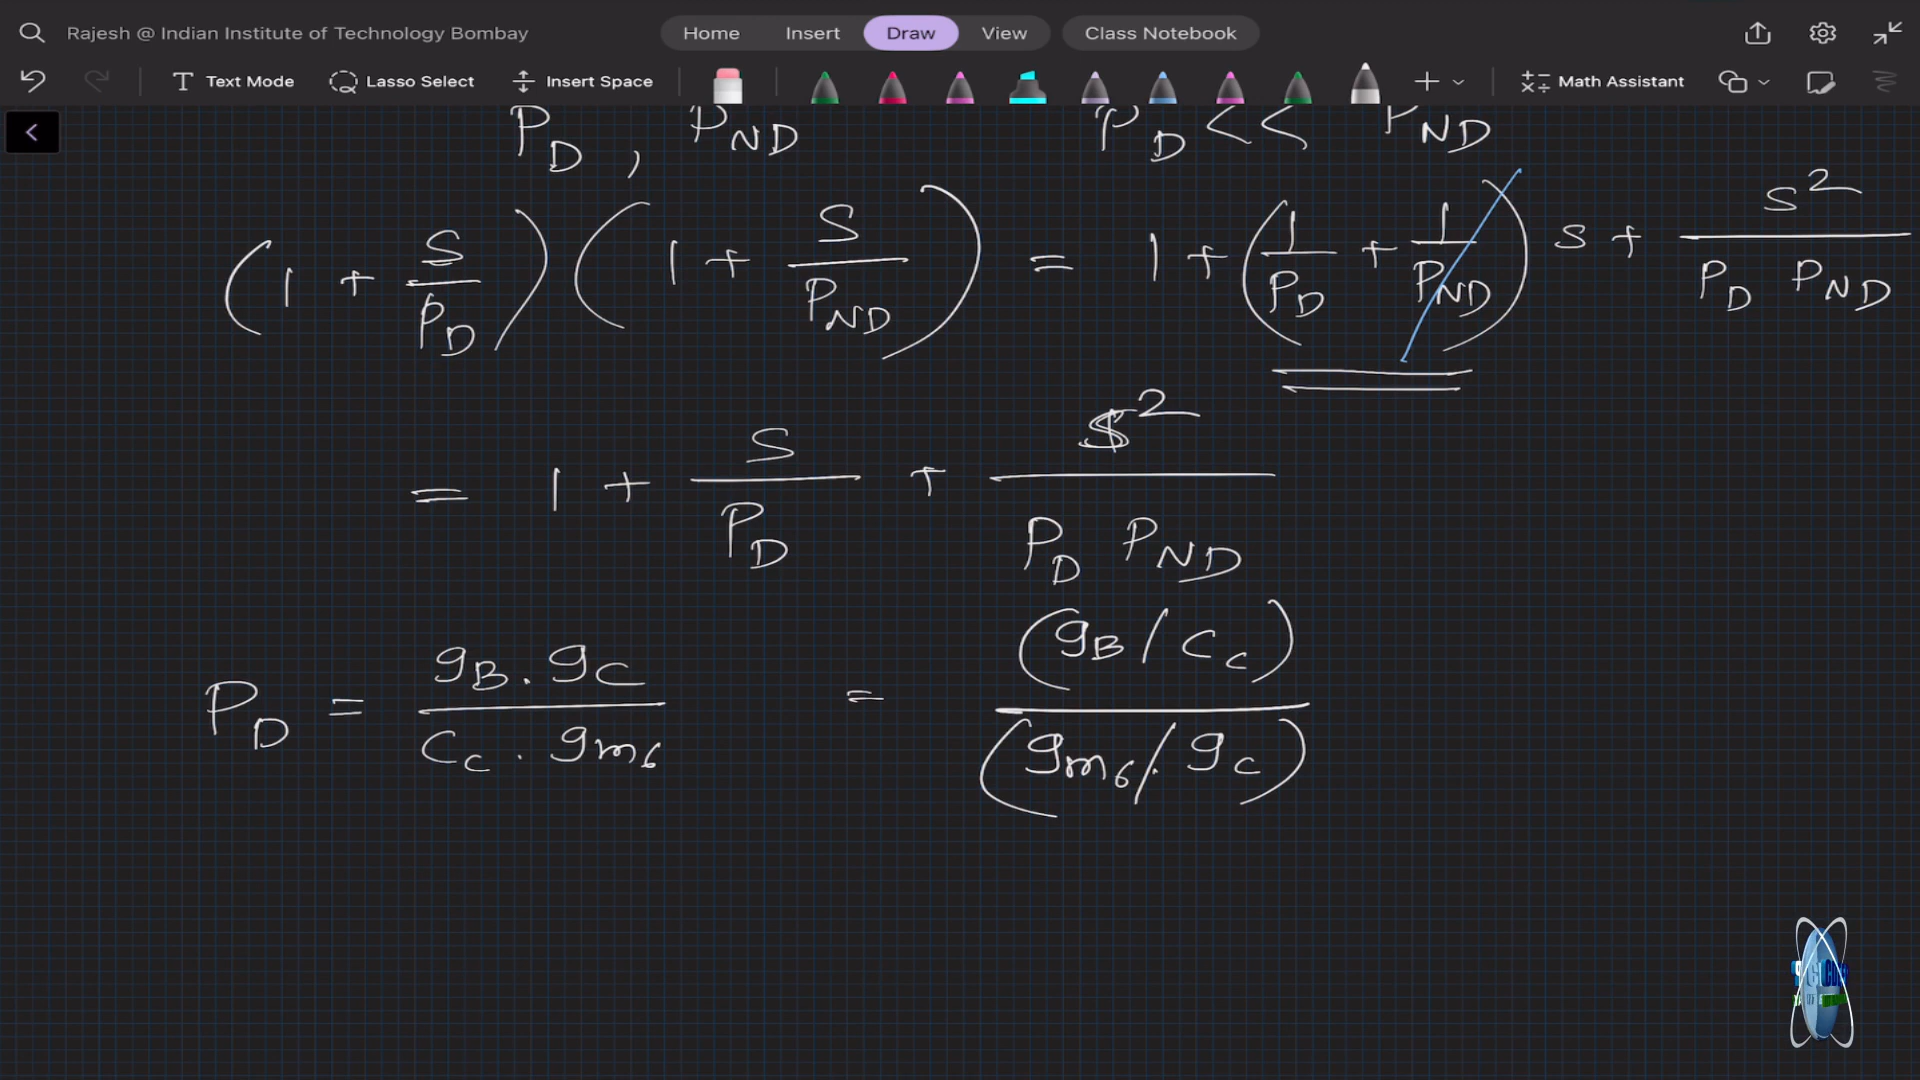 Rajesh @ Indian Institute of Technology Bombay Home Insert Draw View Class Notebook
Text Mode Lasso Select Insert Space Math Assistant
P_D , P_ND P_D << P_ND
(1 + s/P_D) (1 + s/P_ND) = 1 + (1/P_D + 1/P_ND) s + s²/(P_D P_ND)
= 1 + s/P_D + s²/(P_D P_ND)
P_D = (g_B . g_C)/(C_c . g_m6) = (g_B / C_c)/(g_m6 / g_c)